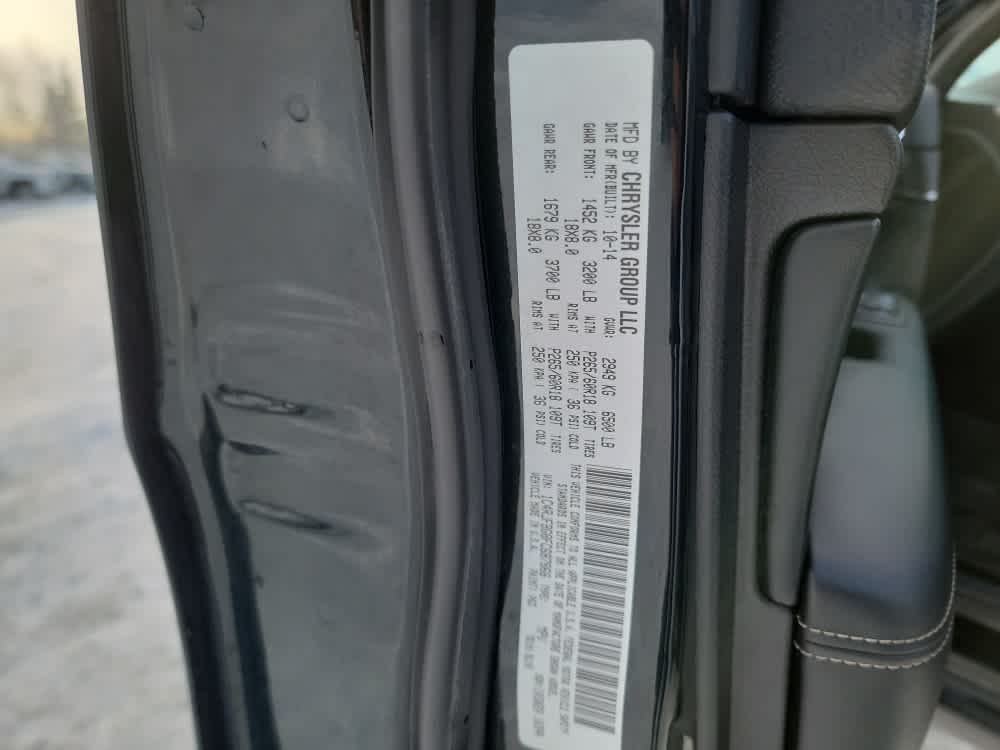 MFD BY CHRYSLER GROUP LLC
DATE OF MFR(BUILT): 10-14 GVWR: 2949 KG 6500 LB
GAWR FRONT: 1452 KG 3200 LB WITH P265/60R18 109T TIRES
18X8.0 RIMS AT 250 KPA( 36 PSI) COLD
GAWR REAR: 1679 KG 3700 LB WITH P265/60R18 109T TIRES
18X8.0 RIMS AT 250 KPA( 36 PSI) COLD
THIS VEHICLE CONFORMS TO ALL APPLICABLE U.S.A. FEDERAL MOTOR VEHICLE SAFETY
STANDARDS IN EFFECT ON THE DATE OF MANUFACTURE SHOWN ABOVE.
VIN: TYPE: MPV
VEHICLE MADE IN U.S.A. PAINT: